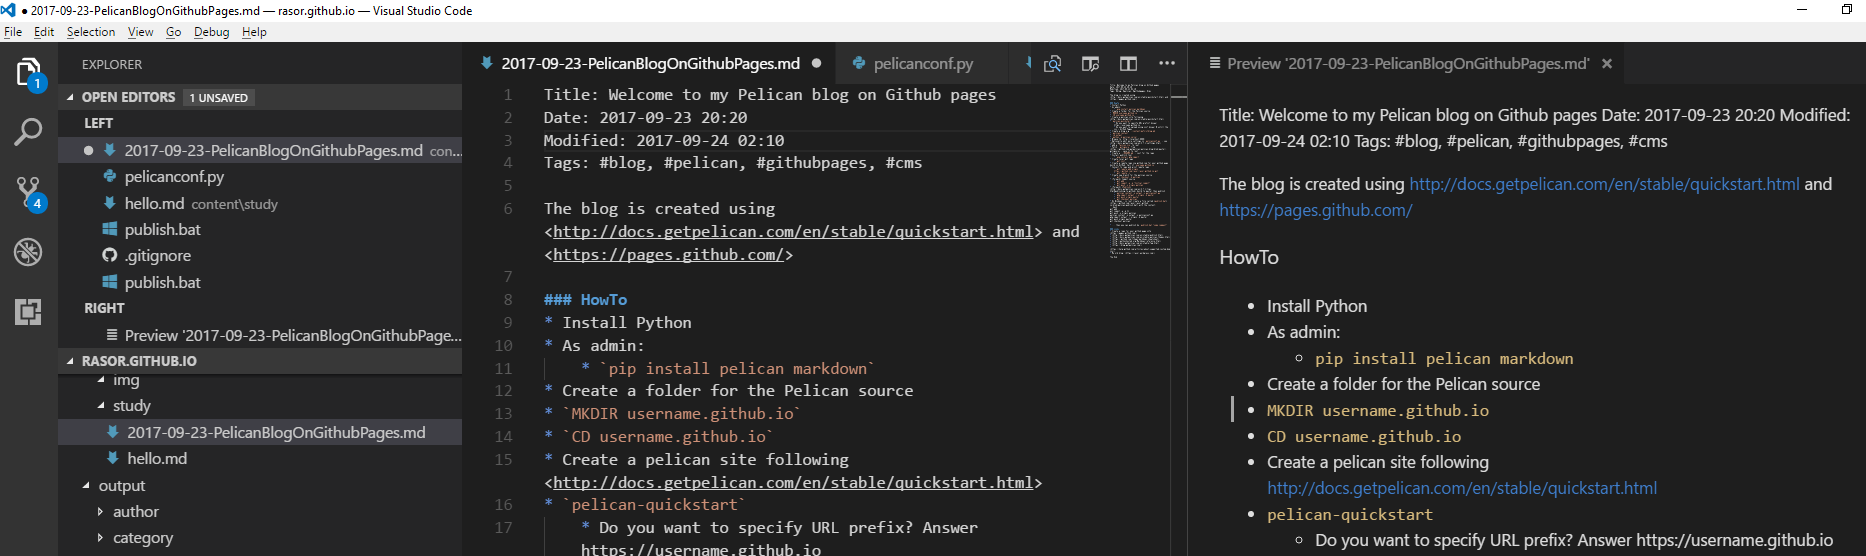 ● 2017-09-23-PelicanBlogOnGithubPages.md — rasor.github.io — Visual Studio Code
File Edit Selection View Go Debug Help
EXPLORER
OPEN EDITORS 1 UNSAVED
LEFT
● 2017-09-23-PelicanBlogOnGithubPages.md con...
pelicanconf.py
hello.md content\study
publish.bat
.gitignore
publish.bat
RIGHT
Preview '2017-09-23-PelicanBlogOnGithubPage...
RASOR.GITHUB.IO
img
study
2017-09-23-PelicanBlogOnGithubPages.md
hello.md
output
author
category
1
4
2017-09-23-PelicanBlogOnGithubPages.md ●
pelicanconf.py
1 Title: Welcome to my Pelican blog on Github pages
2 Date: 2017-09-23 20:20
3 Modified: 2017-09-24 02:10
4 Tags: #blog, #pelican, #githubpages, #cms
5
6 The blog is created using
<http://docs.getpelican.com/en/stable/quickstart.html> and
<https://pages.github.com/>
7
8 ### HowTo
9 * Install Python
10 * As admin:
11 * `pip install pelican markdown`
12 * Create a folder for the Pelican source
13 * `MKDIR username.github.io`
14 * `CD username.github.io`
15 * Create a pelican site following
<http://docs.getpelican.com/en/stable/quickstart.html>
16 * `pelican-quickstart`
17 * Do you want to specify URL prefix? Answer
https://username.github.io
Preview '2017-09-23-PelicanBlogOnGithubPages.md' ×
Title: Welcome to my Pelican blog on Github pages Date: 2017-09-23 20:20 Modified:
2017-09-24 02:10 Tags: #blog, #pelican, #githubpages, #cms
The blog is created using http://docs.getpelican.com/en/stable/quickstart.html and
https://pages.github.com/
HowTo
• Install Python
• As admin:
○ pip install pelican markdown
• Create a folder for the Pelican source
• MKDIR username.github.io
• CD username.github.io
• Create a pelican site following
http://docs.getpelican.com/en/stable/quickstart.html
• pelican-quickstart
○ Do you want to specify URL prefix? Answer https://username.github.io